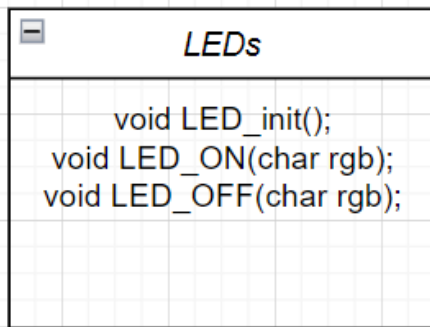 LEDs
void LED_init();
void LED_ON(char rgb);
void LED_OFF(char rgb);